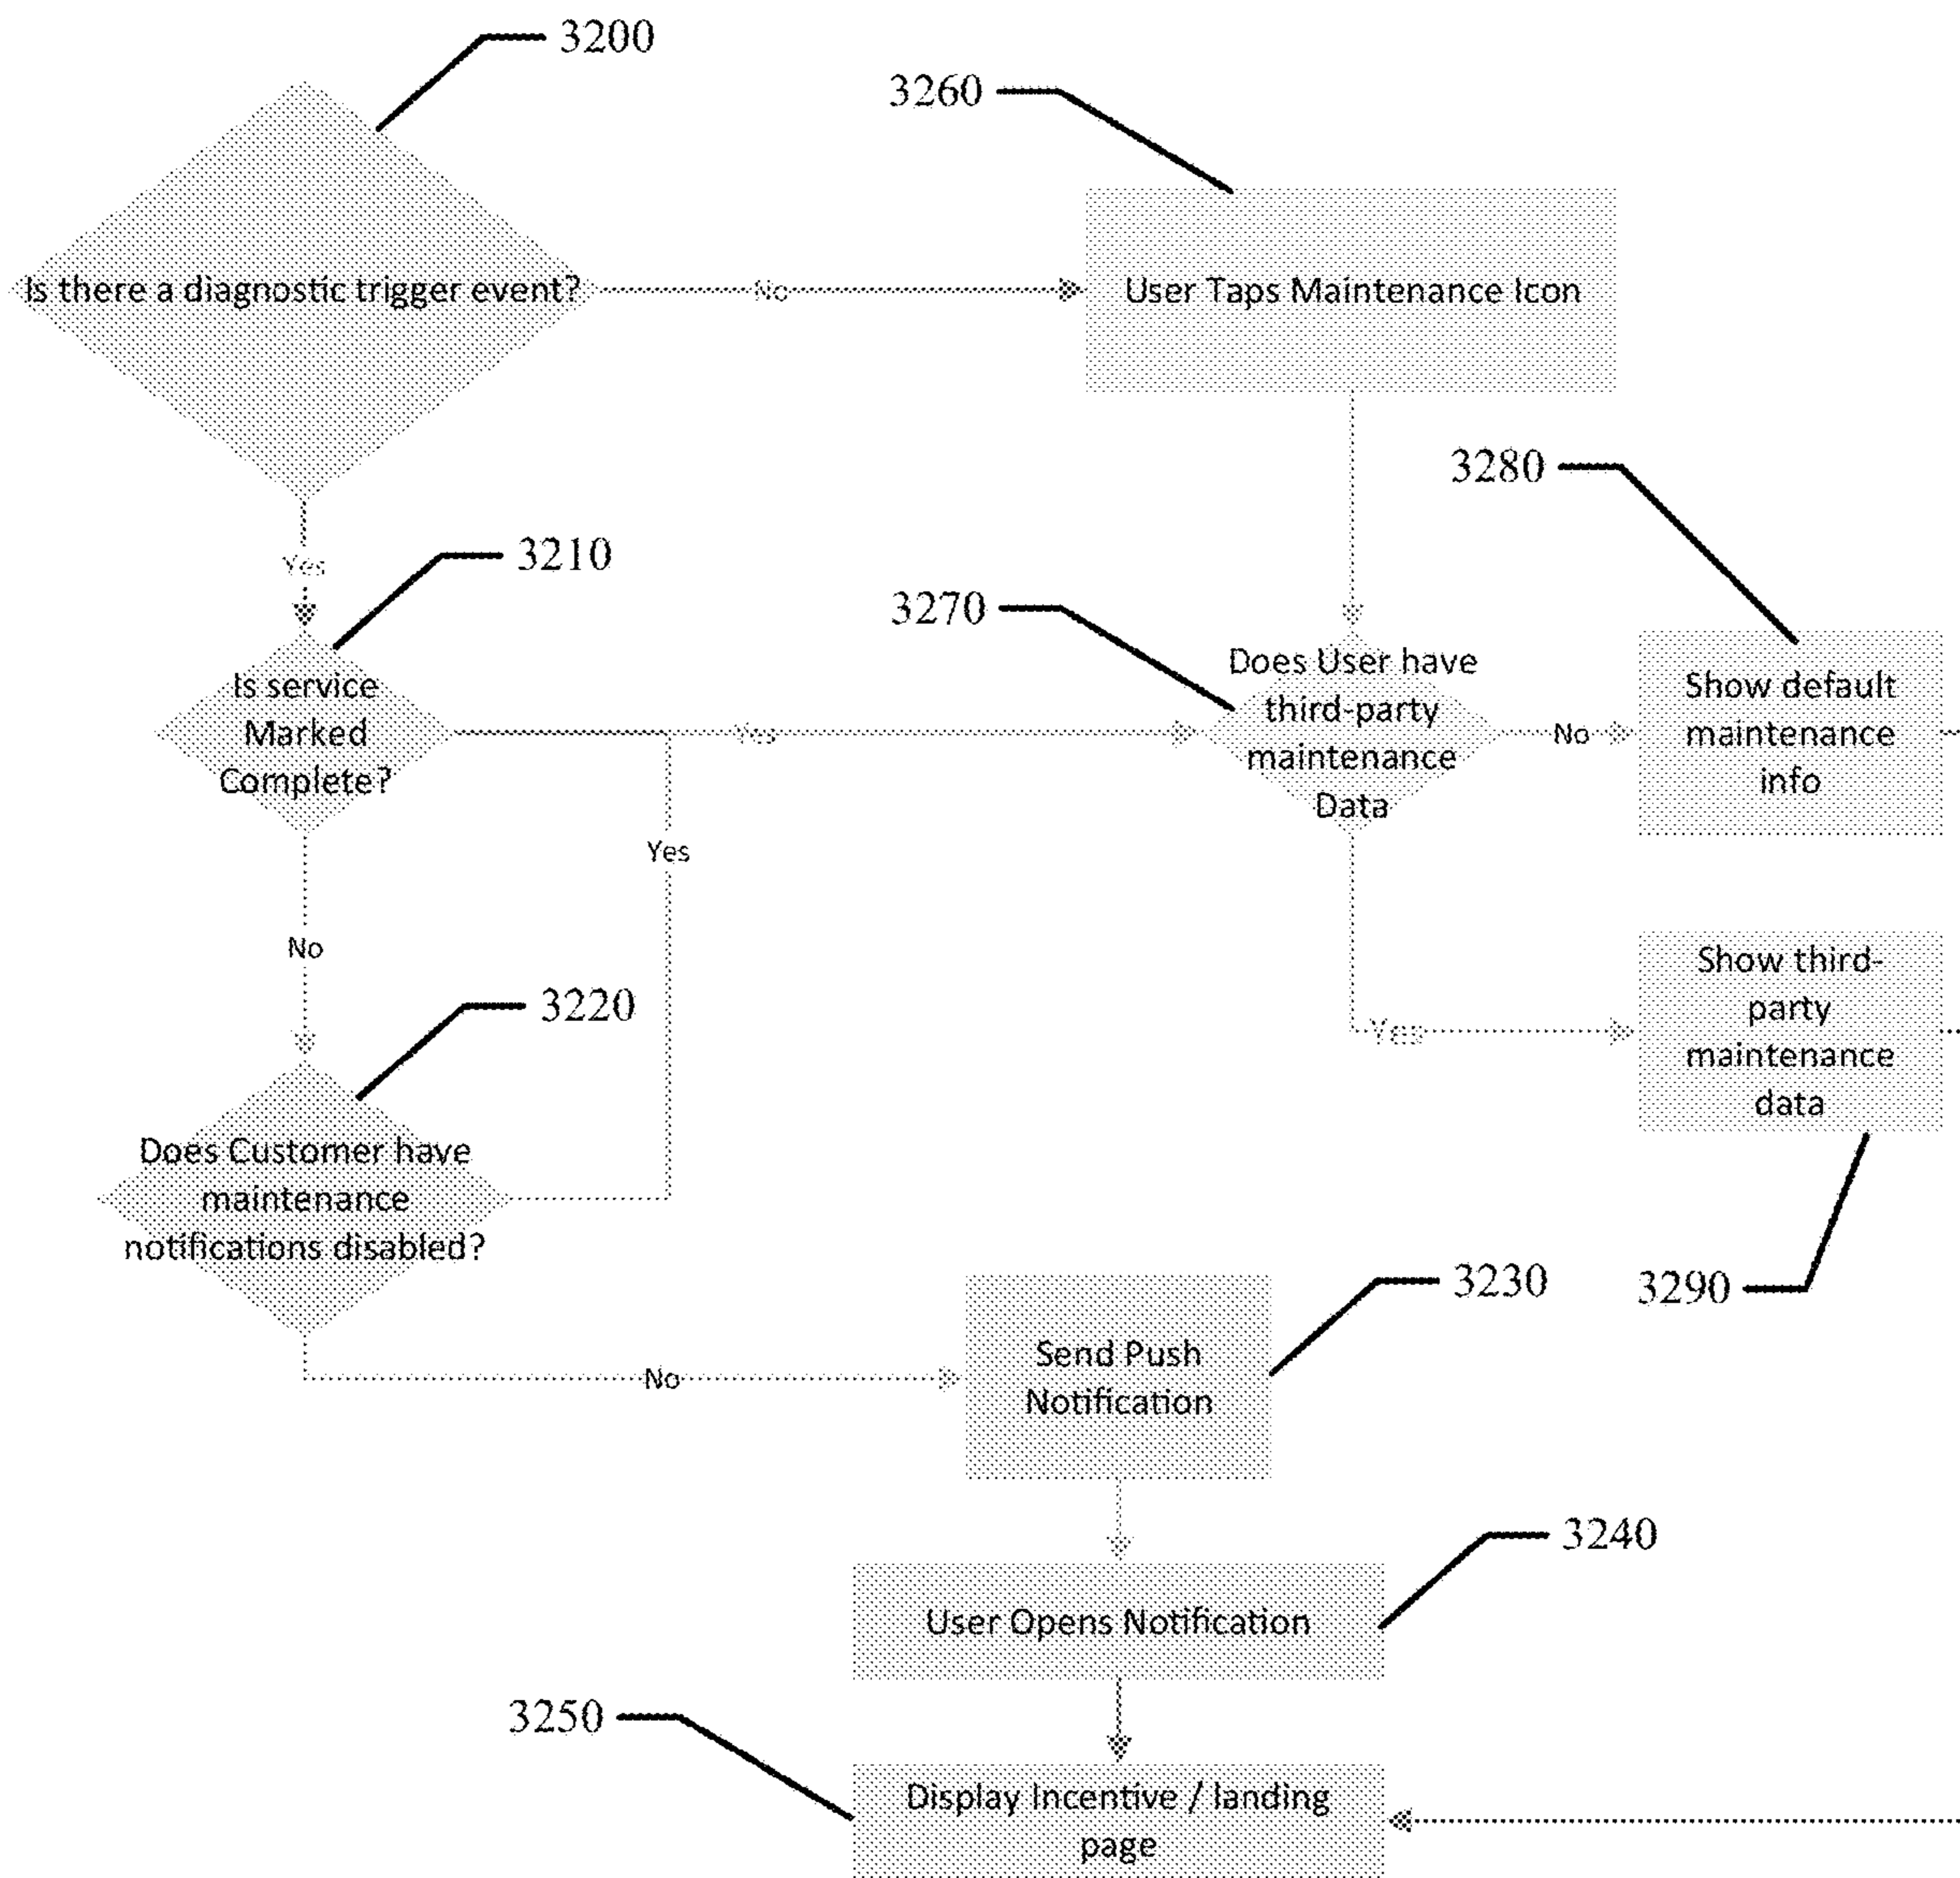 3200
3260
Is there a diagnostic trigger event?
No
User Taps Maintenance Icon
3280
Yes
3210
3270
Is service
Marked
Complete?
Yes
Does User have
third-party
maintenance
Data
No
Show default
maintenance
info
Yes
No
Show third-
party
maintenance
data
Yes
3220
Does Customer have
maintenance
notifications disabled?
3230
3290
No
Send Push
Notification
3240
User Opens Notification
3250
Display Incentive / landing
page